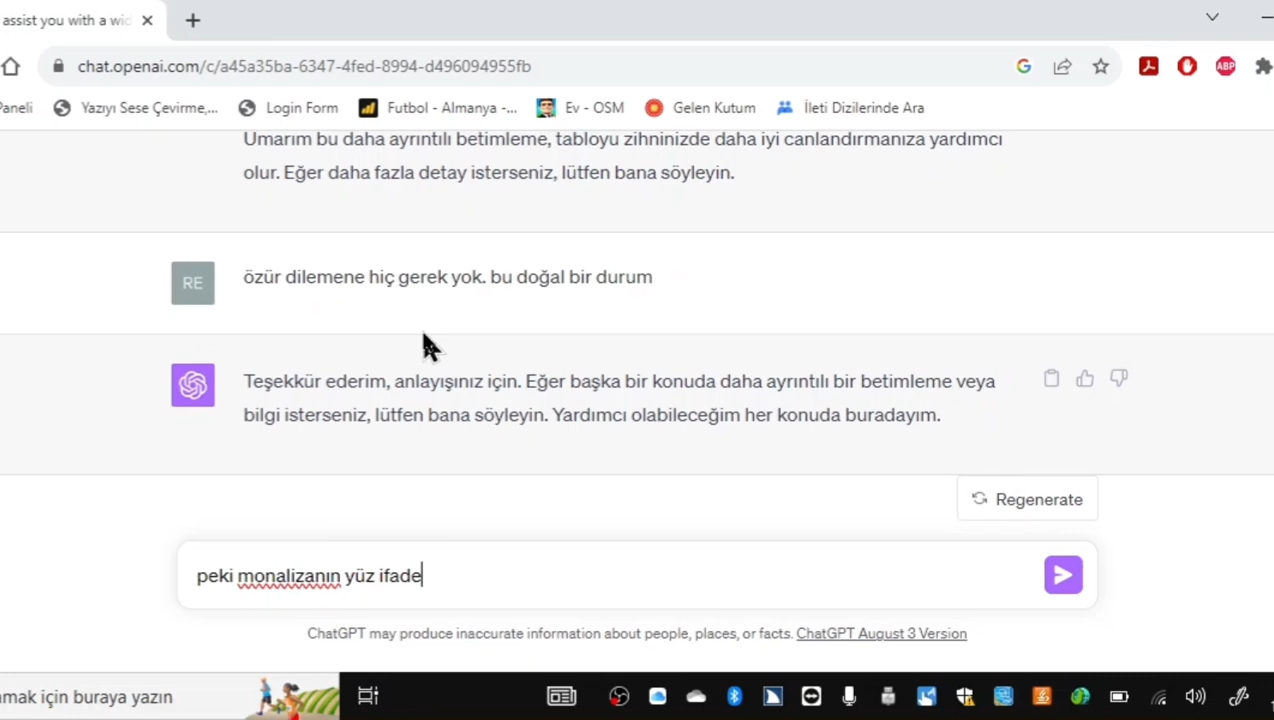 assist you with a wid
chat.openai.com/c/a45a35ba-6347-4fed-8994-d496094955fb
ABP
Paneli Yazıyı Sese Çevirme,... Login Form Futbol - Almanya -... Ev - OSM Gelen Kutum İleti Dizilerinde Ara
Umarım bu daha ayrıntılı betimleme, tabloyu zihninizde daha iyi canlandırmanıza yardımcı
olur. Eğer daha fazla detay isterseniz, lütfen bana söyleyin.
RE özür dilemene hiç gerek yok. bu doğal bir durum
Teşekkür ederim, anlayışınız için. Eğer başka bir konuda daha ayrıntılı bir betimleme veya
bilgi isterseniz, lütfen bana söyleyin. Yardımcı olabileceğim her konuda buradayım.
Regenerate
peki monalizanın yüz ifade
ChatGPT may produce inaccurate information about people, places, or facts. ChatGPT August 3 Version
amak için buraya yazın